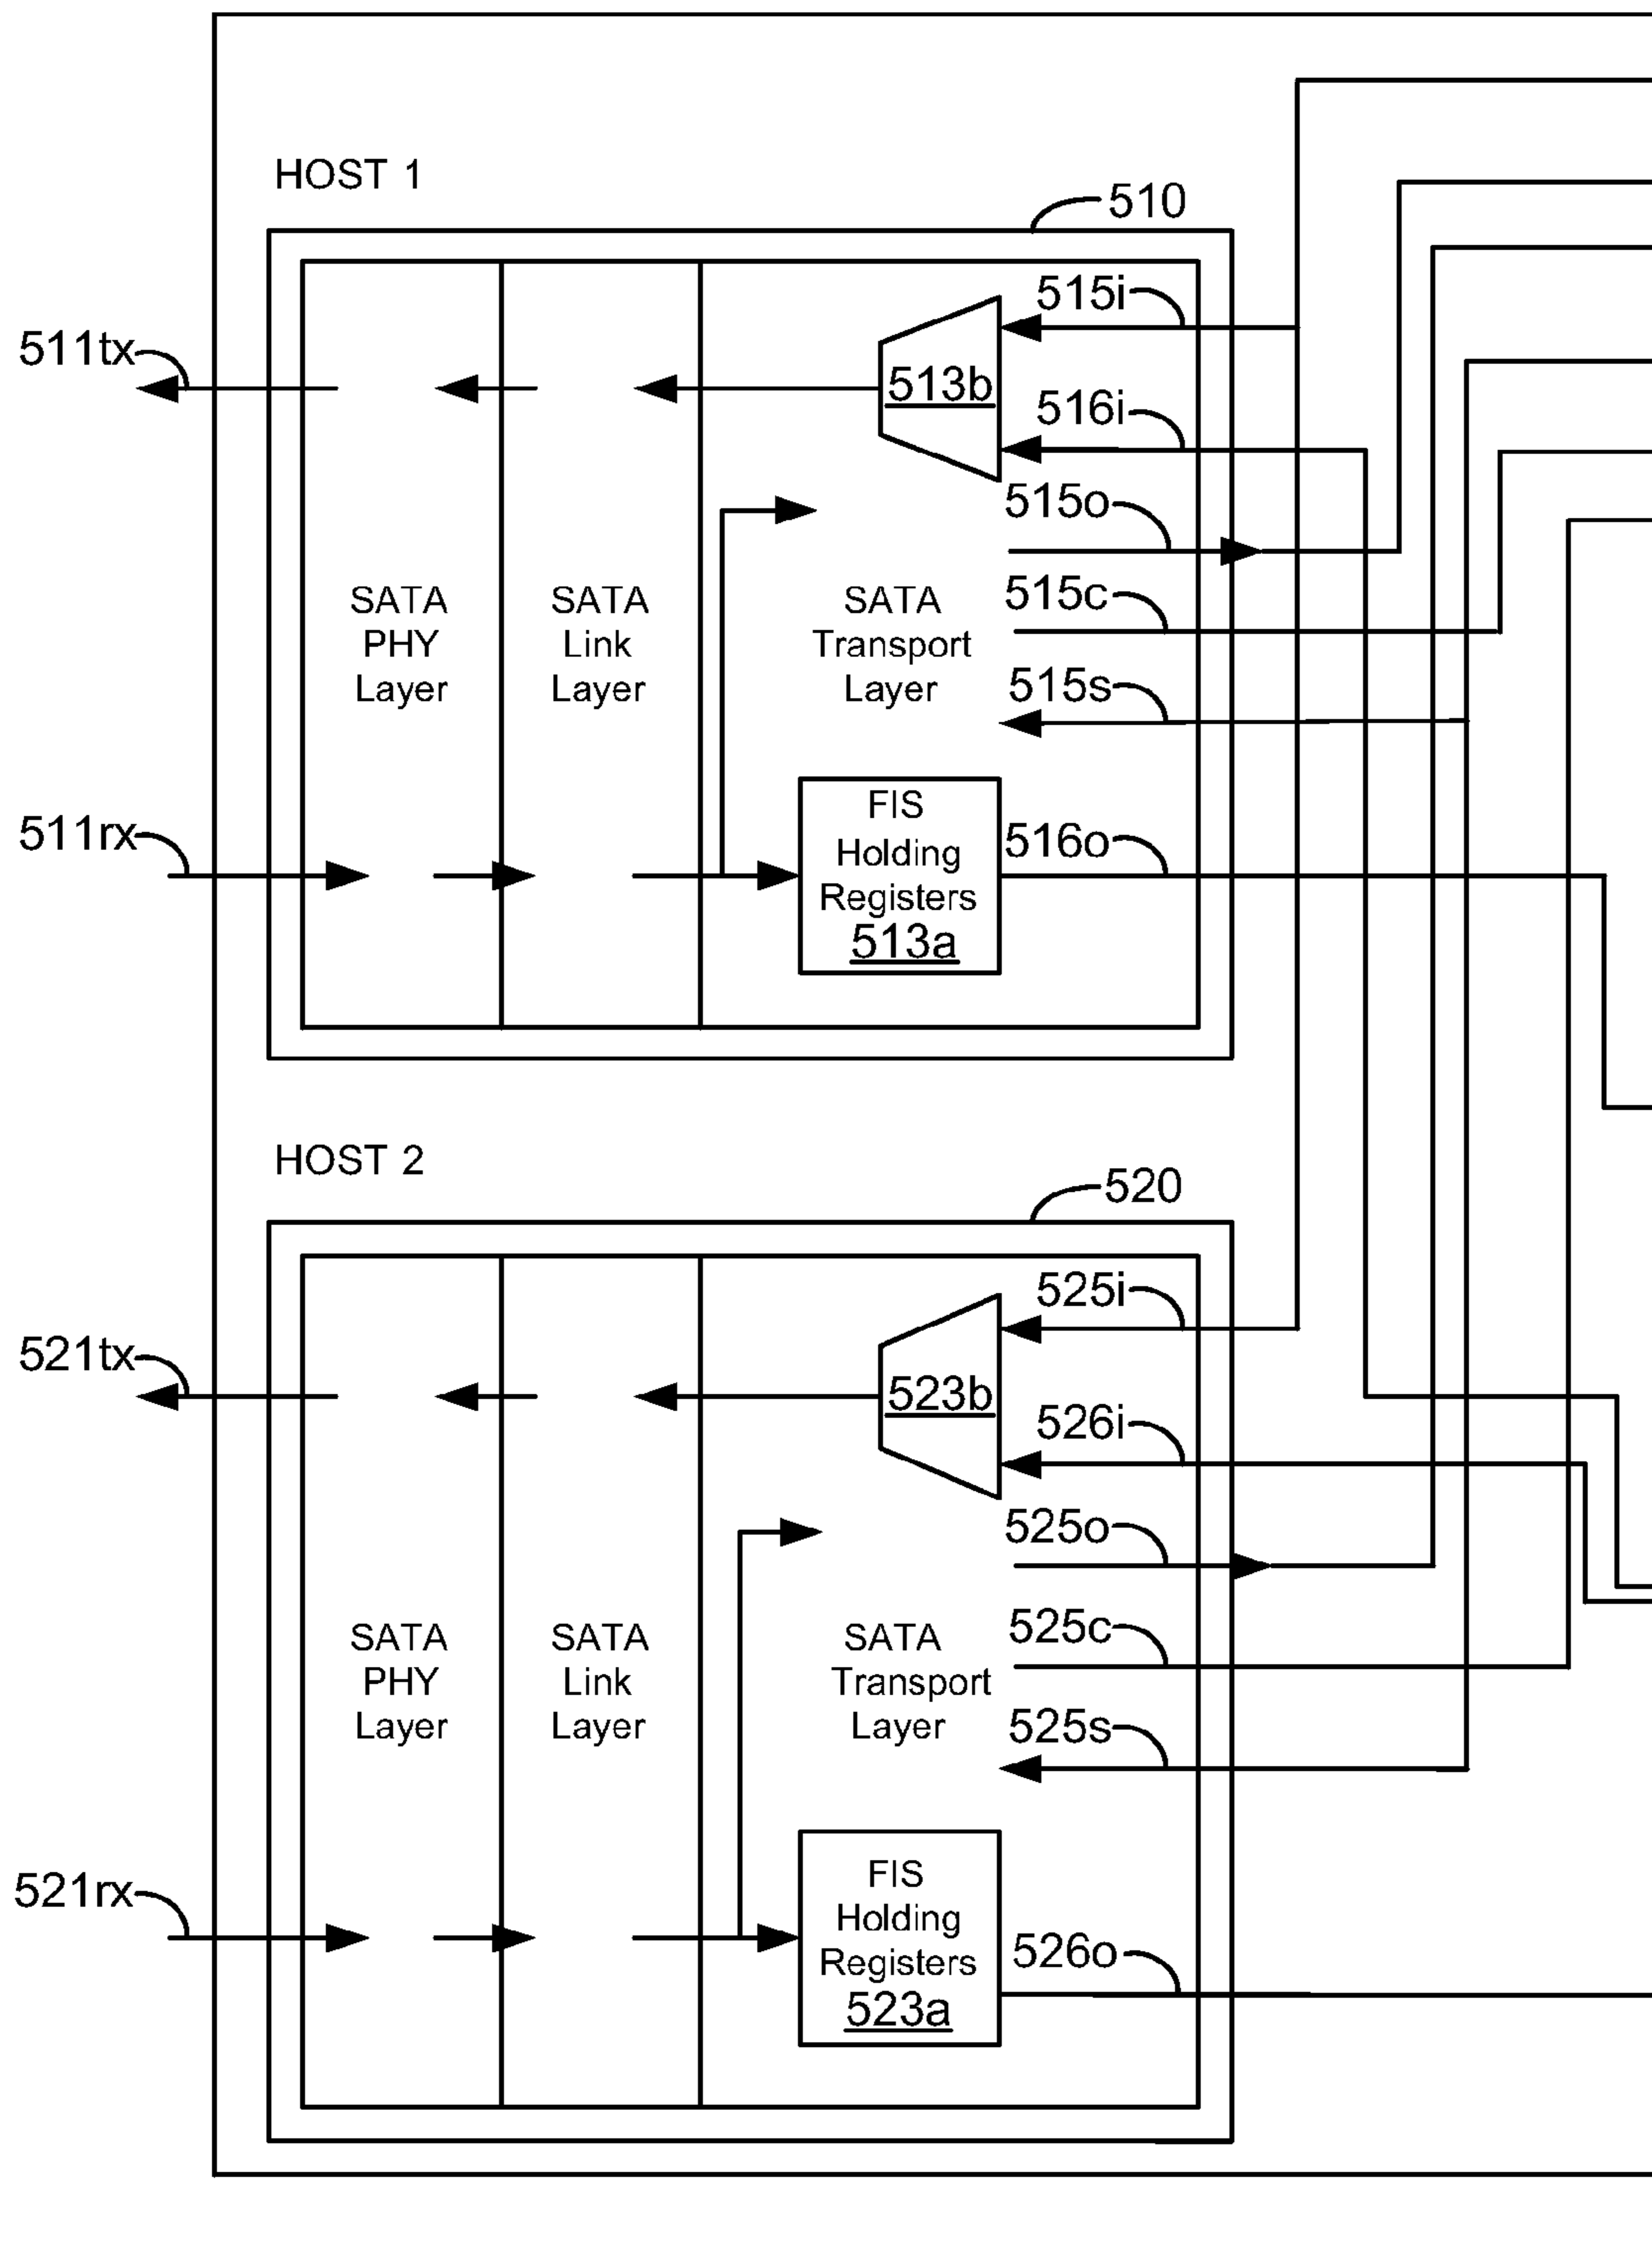 HOST 1
510
515i
511tx
513b
516i
515o
515c
SATA
PHY
Layer
SATA
Link
Layer
SATA
Transport
Layer
515s
511rx
FIS
Holding
Registers
513a
516o
HOST 2
520
525i
521tx
523b
526i
525o
525c
SATA
PHY
Layer
SATA
Link
Layer
SATA
Transport
Layer
525s
521rx
FIS
Holding
Registers
523a
526o